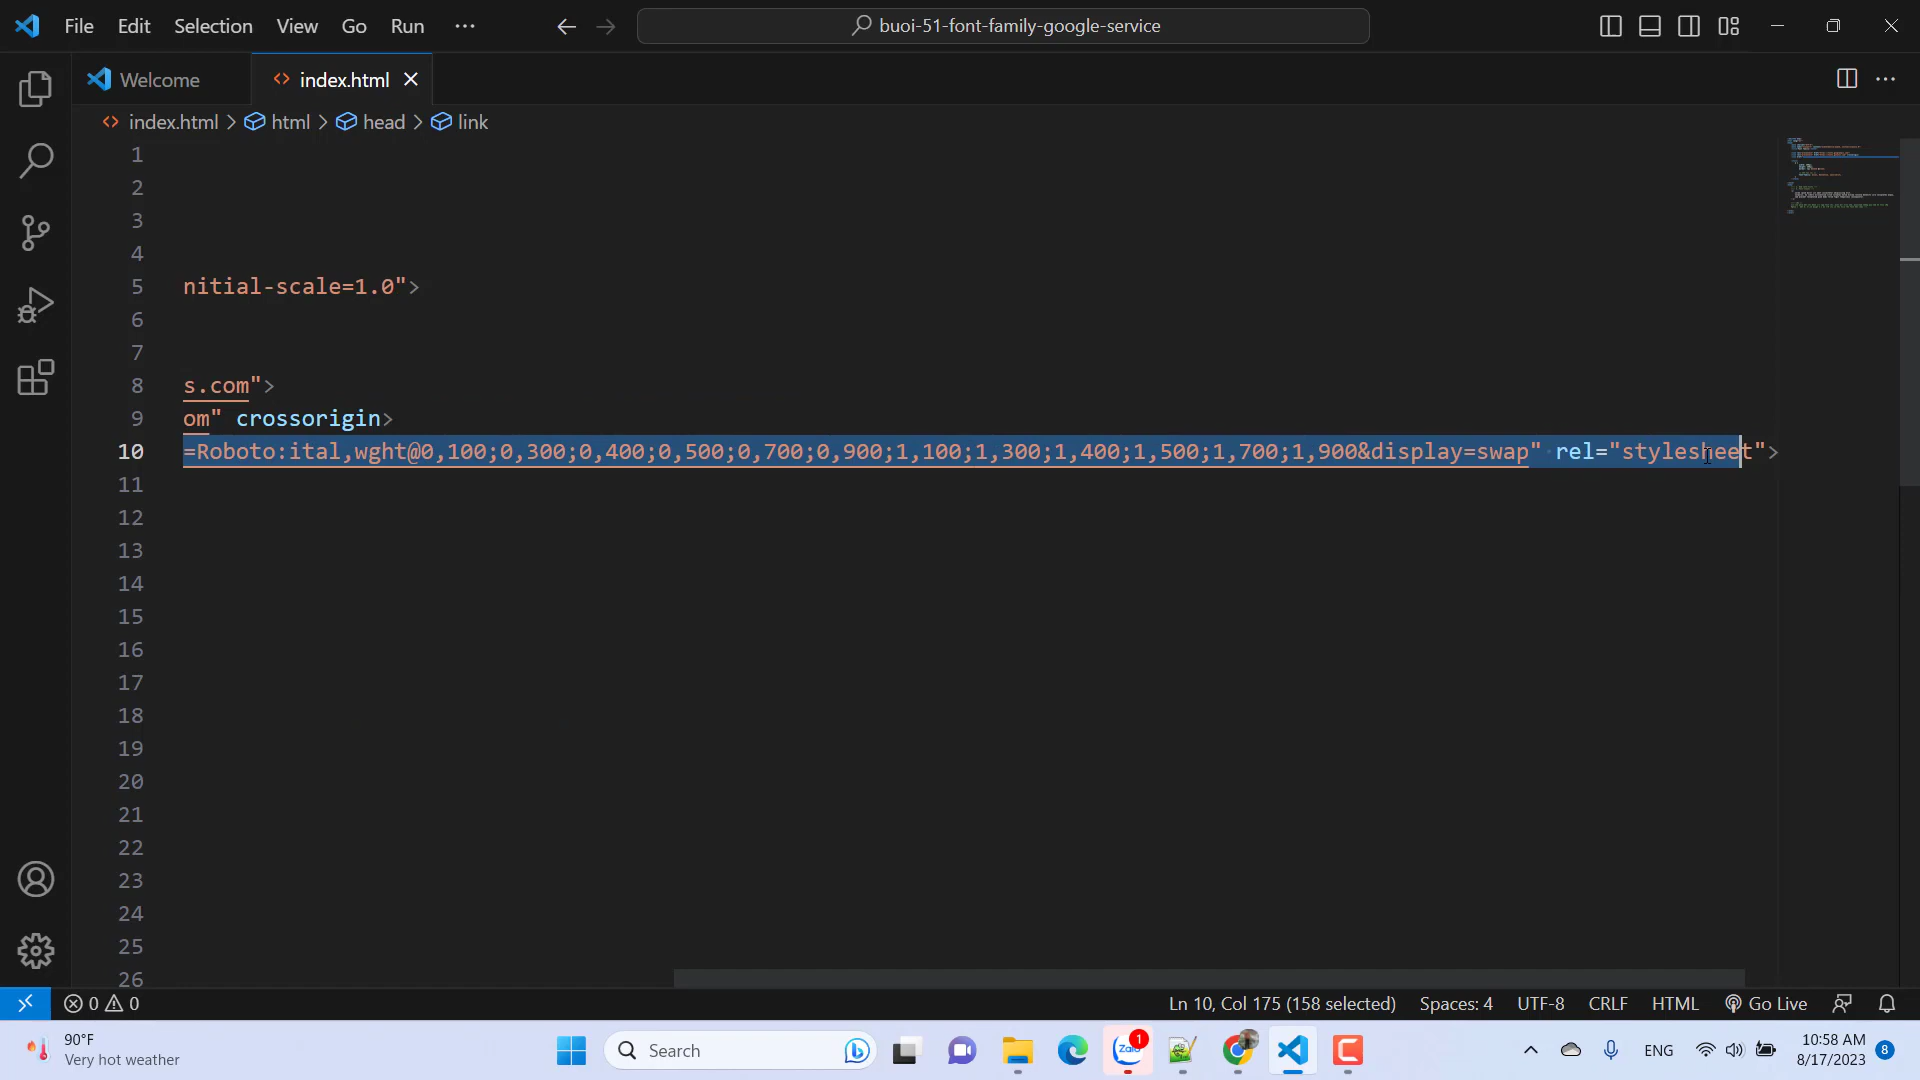 File Edit Selection View Go Run ··· buoi-51-font-family-google-service
Welcome index.html
index.html > html > head > link
1
2
3
4
5 nitial-scale=1.0">
6
7
8 s.com">
9 om" crossorigin>
10 =Roboto:ital,wght@0,100;0,300;0,400;0,500;0,700;0,900;1,100;1,300;1,400;1,500;1,700;1,900&display=swap" rel="stylesheet">
11
12
13
14
15
16
17
18
19
20
21
22
23
24
25
26
0 0 Ln 10, Col 175 (158 selected) Spaces: 4 UTF-8 CRLF HTML Go Live
90°F
Very hot weather
Search
Zalo 1
ENG
10:58 AM
8/17/2023
8